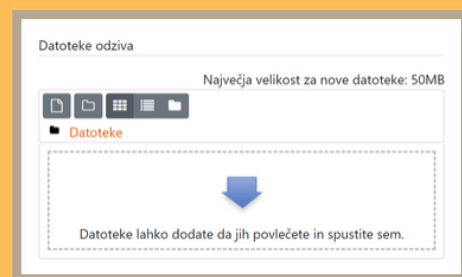 Datoteke odziva
Največja velikost za nove datoteke: 50MB
Datoteke
Datoteke lahko dodate da jih povlečete in spustite sem.